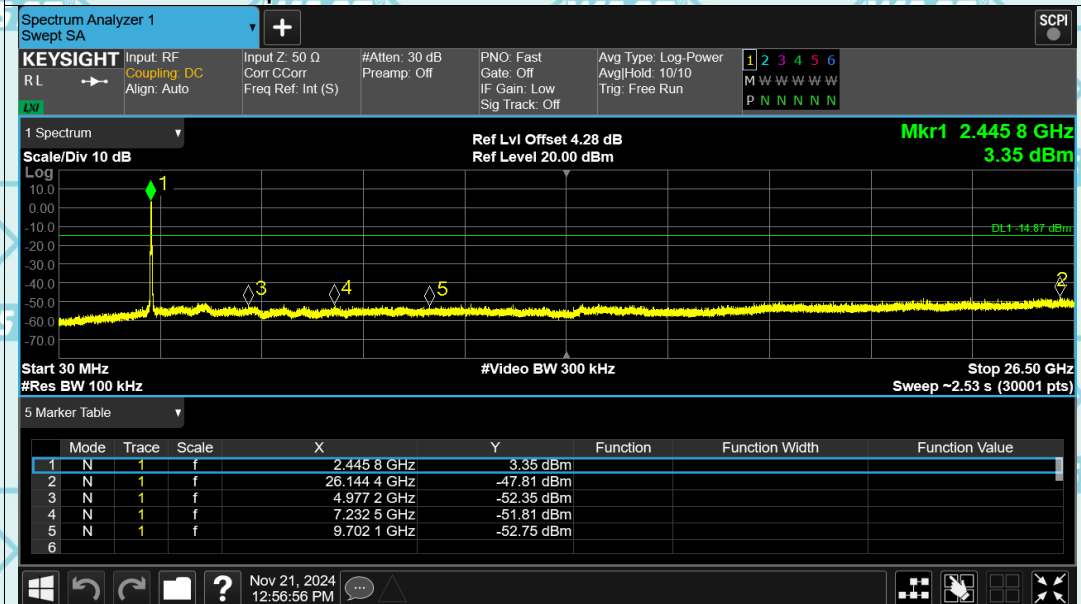 Spectrum Analyzer 1
Swept SA
+
SCPI
KEYSIGHT Input: RF Input Z: 50 Ω #Atten: 30 dB PNO: Fast Avg Type: Log-Power 1 2 3 4 5 6
R L Coupling: DC Corr CCorr Preamp: Off Gate: Off Avg|Hold: 10/10 M W W W W W
Align: Auto Freq Ref: Int (S) IF Gain: Low Trig: Free Run P N N N N N
LXI Sig Track: Off
1 Spectrum Ref Lvl Offset 4.28 dB Mkr1 2.445 8 GHz
Scale/Div 10 dB Ref Level 20.00 dBm 3.35 dBm
Log
1
10.0
0.00
-10.0
DL1 -14.87 dBm
-20.0
-30.0
-40.0
3 4 5 2
-50.0
-60.0
-70.0
Start 30 MHz #Video BW 300 kHz Stop 26.50 GHz
#Res BW 100 kHz Sweep ~2.53 s (30001 pts)
5 Marker Table
Mode Trace Scale X Y Function Function Width Function Value
1 N 1 f 2.445 8 GHz 3.35 dBm
2 N 1 f 26.144 4 GHz -47.81 dBm
3 N 1 f 4.977 2 GHz -52.35 dBm
4 N 1 f 7.232 5 GHz -51.81 dBm
5 N 1 f 9.702 1 GHz -52.75 dBm
6
? Nov 21, 2024
12:56:56 PM